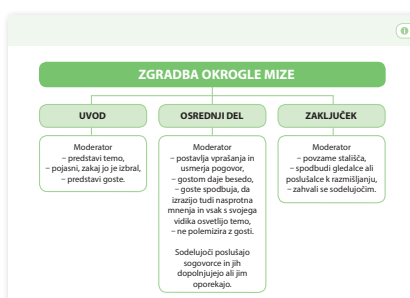 ZGRADBA OKROGLE MIZE
UVOD
Moderator
– predstavi temo,
– pojasni, zakaj jo je izbral,
– predstavi goste.
OSREDNJI DEL
Moderator
– postavlja vprašanja in
usmerja pogovor,
– gostom daje besedo,
– goste spodbuja, da
izrazijo tudi nasprotna
mnenja in vsak s svojega
vidika osvetlijo temo,
– ne polemizira z gosti.
Sodelujoči poslušajo
sogovorce in jih
dopolnjujejo ali jim
oporekajo.
ZAKLJUČEK
Moderator
– povzame stališča,
– spodbudi gledalce ali
poslušalce k razmišljanju,
– zahvali se sodelujočim.